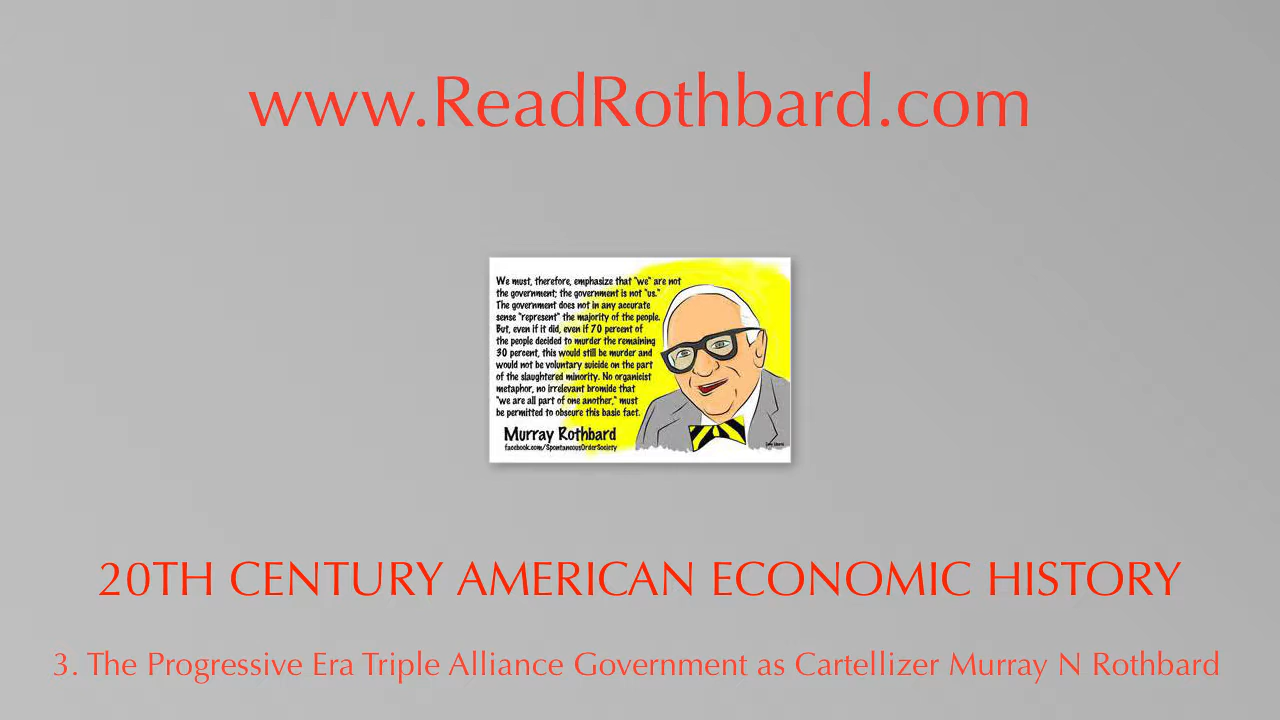 www.ReadRothbard.com
We must, therefore, emphasize that "we" are not
the government; the government is not "us."
The government does not in any accurate
sense "represent" the majority of the people.
But, even if it did, even if 70 percent of
the people decided to murder the remaining
30 percent, this would still be murder and
would not be voluntary suicide on the part
of the slaughtered minority. No organicist
metaphor, no irrelevant bromide that
"we are all part of one another," must
be permitted to obscure this basic fact.
Murray Rothbard
facebook.com/SpontaneousOrderSociety
20TH CENTURY AMERICAN ECONOMIC HISTORY
3. The Progressive Era Triple Alliance Government as Cartellizer Murray N Rothbard